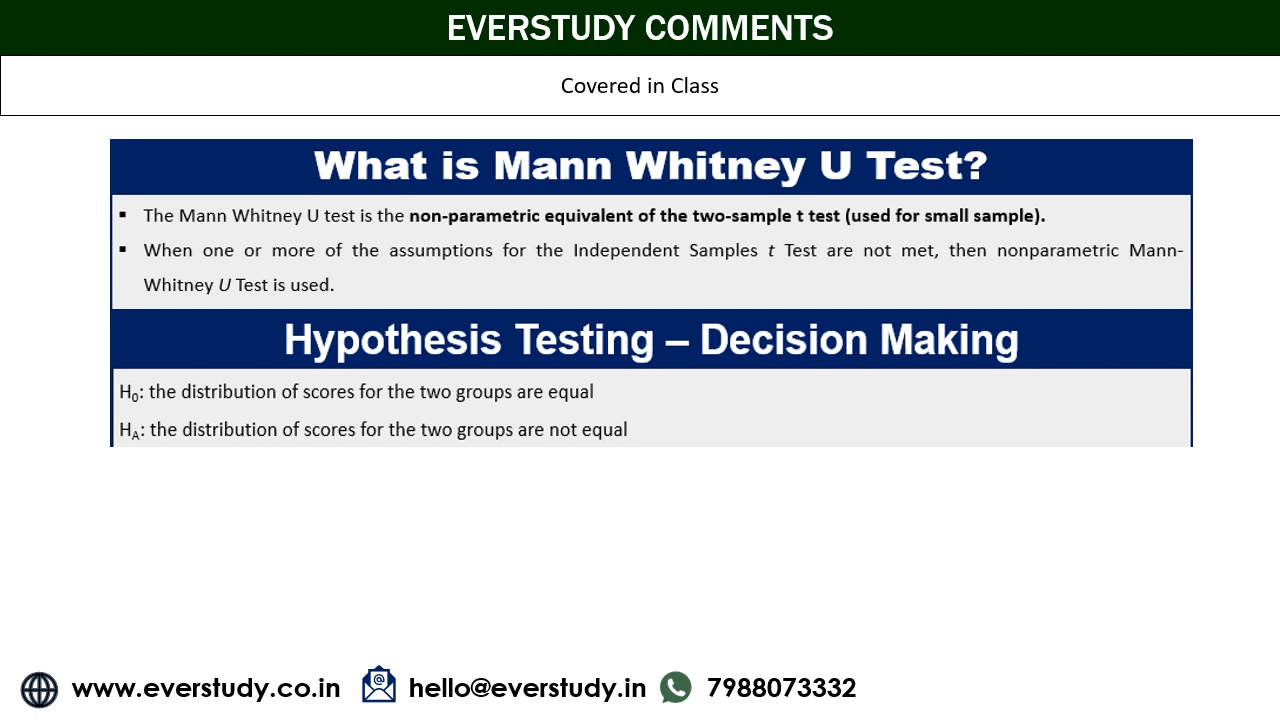 EVERSTUDY COMMENTS
Covered in Class
What is Mann Whitney U Test?
▪ The Mann Whitney U test is the non-parametric equivalent of the two-sample t test (used for small sample).
▪ When one or more of the assumptions for the Independent Samples t Test are not met, then nonparametric Mann-
Whitney U Test is used.
Hypothesis Testing – Decision Making
H₀: the distribution of scores for the two groups are equal
Hₐ: the distribution of scores for the two groups are not equal
www.everstudy.co.in hello@everstudy.in 7988073332